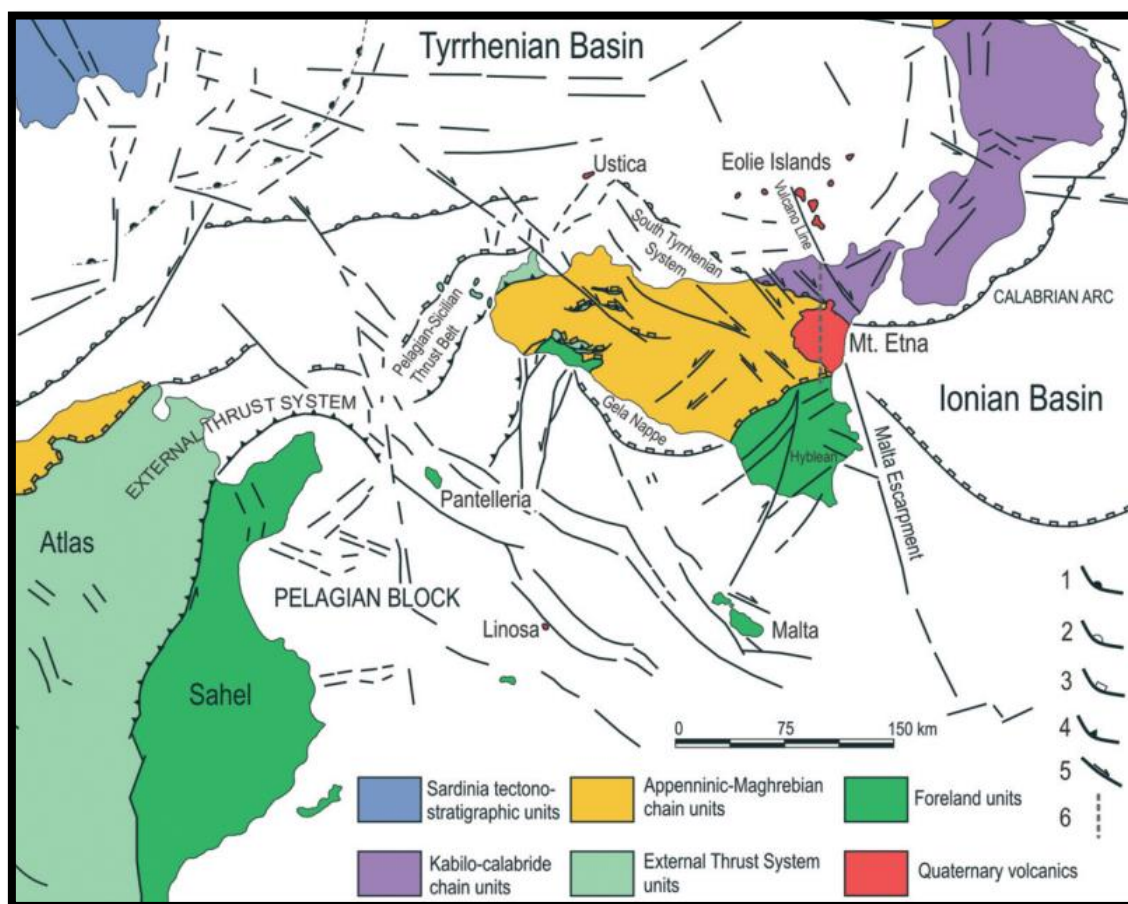 Tyrrhenian Basin
Ustica
Eolie Islands
Vulcano Line
South Tyrrhenian
System
CALABRIAN ARC
Pelagian-Sicilian
Thrust Belt
Mt. Etna
EXTERNAL THRUST SYSTEM
Ionian Basin
Gela Nappe
Hyblean
Malta Escarpment
Pantelleria
Atlas
PELAGIAN BLOCK
Linosa
Malta
Sahel
1
2
3
4
5
6
0 75 150 km
Sardinia tectono-
stratigraphic units
Appenninic-Maghrebian
chain units
Foreland units
Kabilo-calabride
chain units
External Thrust System
units
Quaternary volcanics